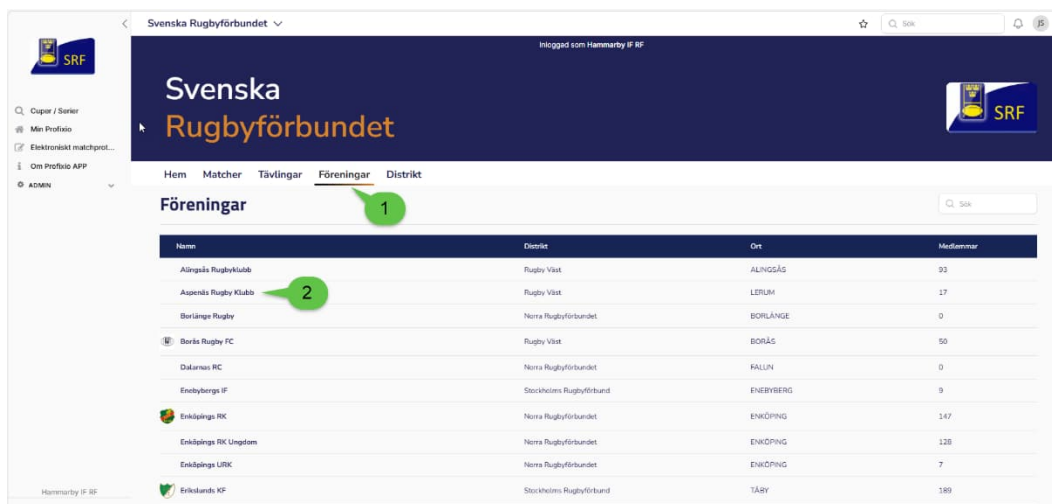 Svenska Rugbyförbundet
Sök
JS
SRF
Inloggad som Hammarby IF RF
Svenska
Rugbyförbundet
SRF
Cuper / Serier
Min Profixio
Elektroniskt matchprot...
Om Profixio APP
ADMIN
Hem Matcher Tävlingar Föreningar Distrikt
1
Föreningar
Sök
Namn Distrikt Ort Medlemmar
Alingsås Rugbyklubb Rugby Väst ALINGSÅS 93
Aspenäs Rugby Klubb 2 Rugby Väst LERUM 17
Borlänge Rugby Norra Rugbyförbundet BORLÄNGE 0
Borås Rugby FC Rugby Väst BORÅS 50
Dalarnas RC Norra Rugbyförbundet FALUN 0
Enebybergs IF Stockholms Rugbyförbund ENEBYBERG 9
Enköpings RK Norra Rugbyförbundet ENKÖPING 147
Enköpings RK Ungdom Norra Rugbyförbundet ENKÖPING 128
Enköpings URK Norra Rugbyförbundet ENKÖPING 7
Erikslunds KF Stockholms Rugbyförbund TÄBY 189
Hammarby IF RF